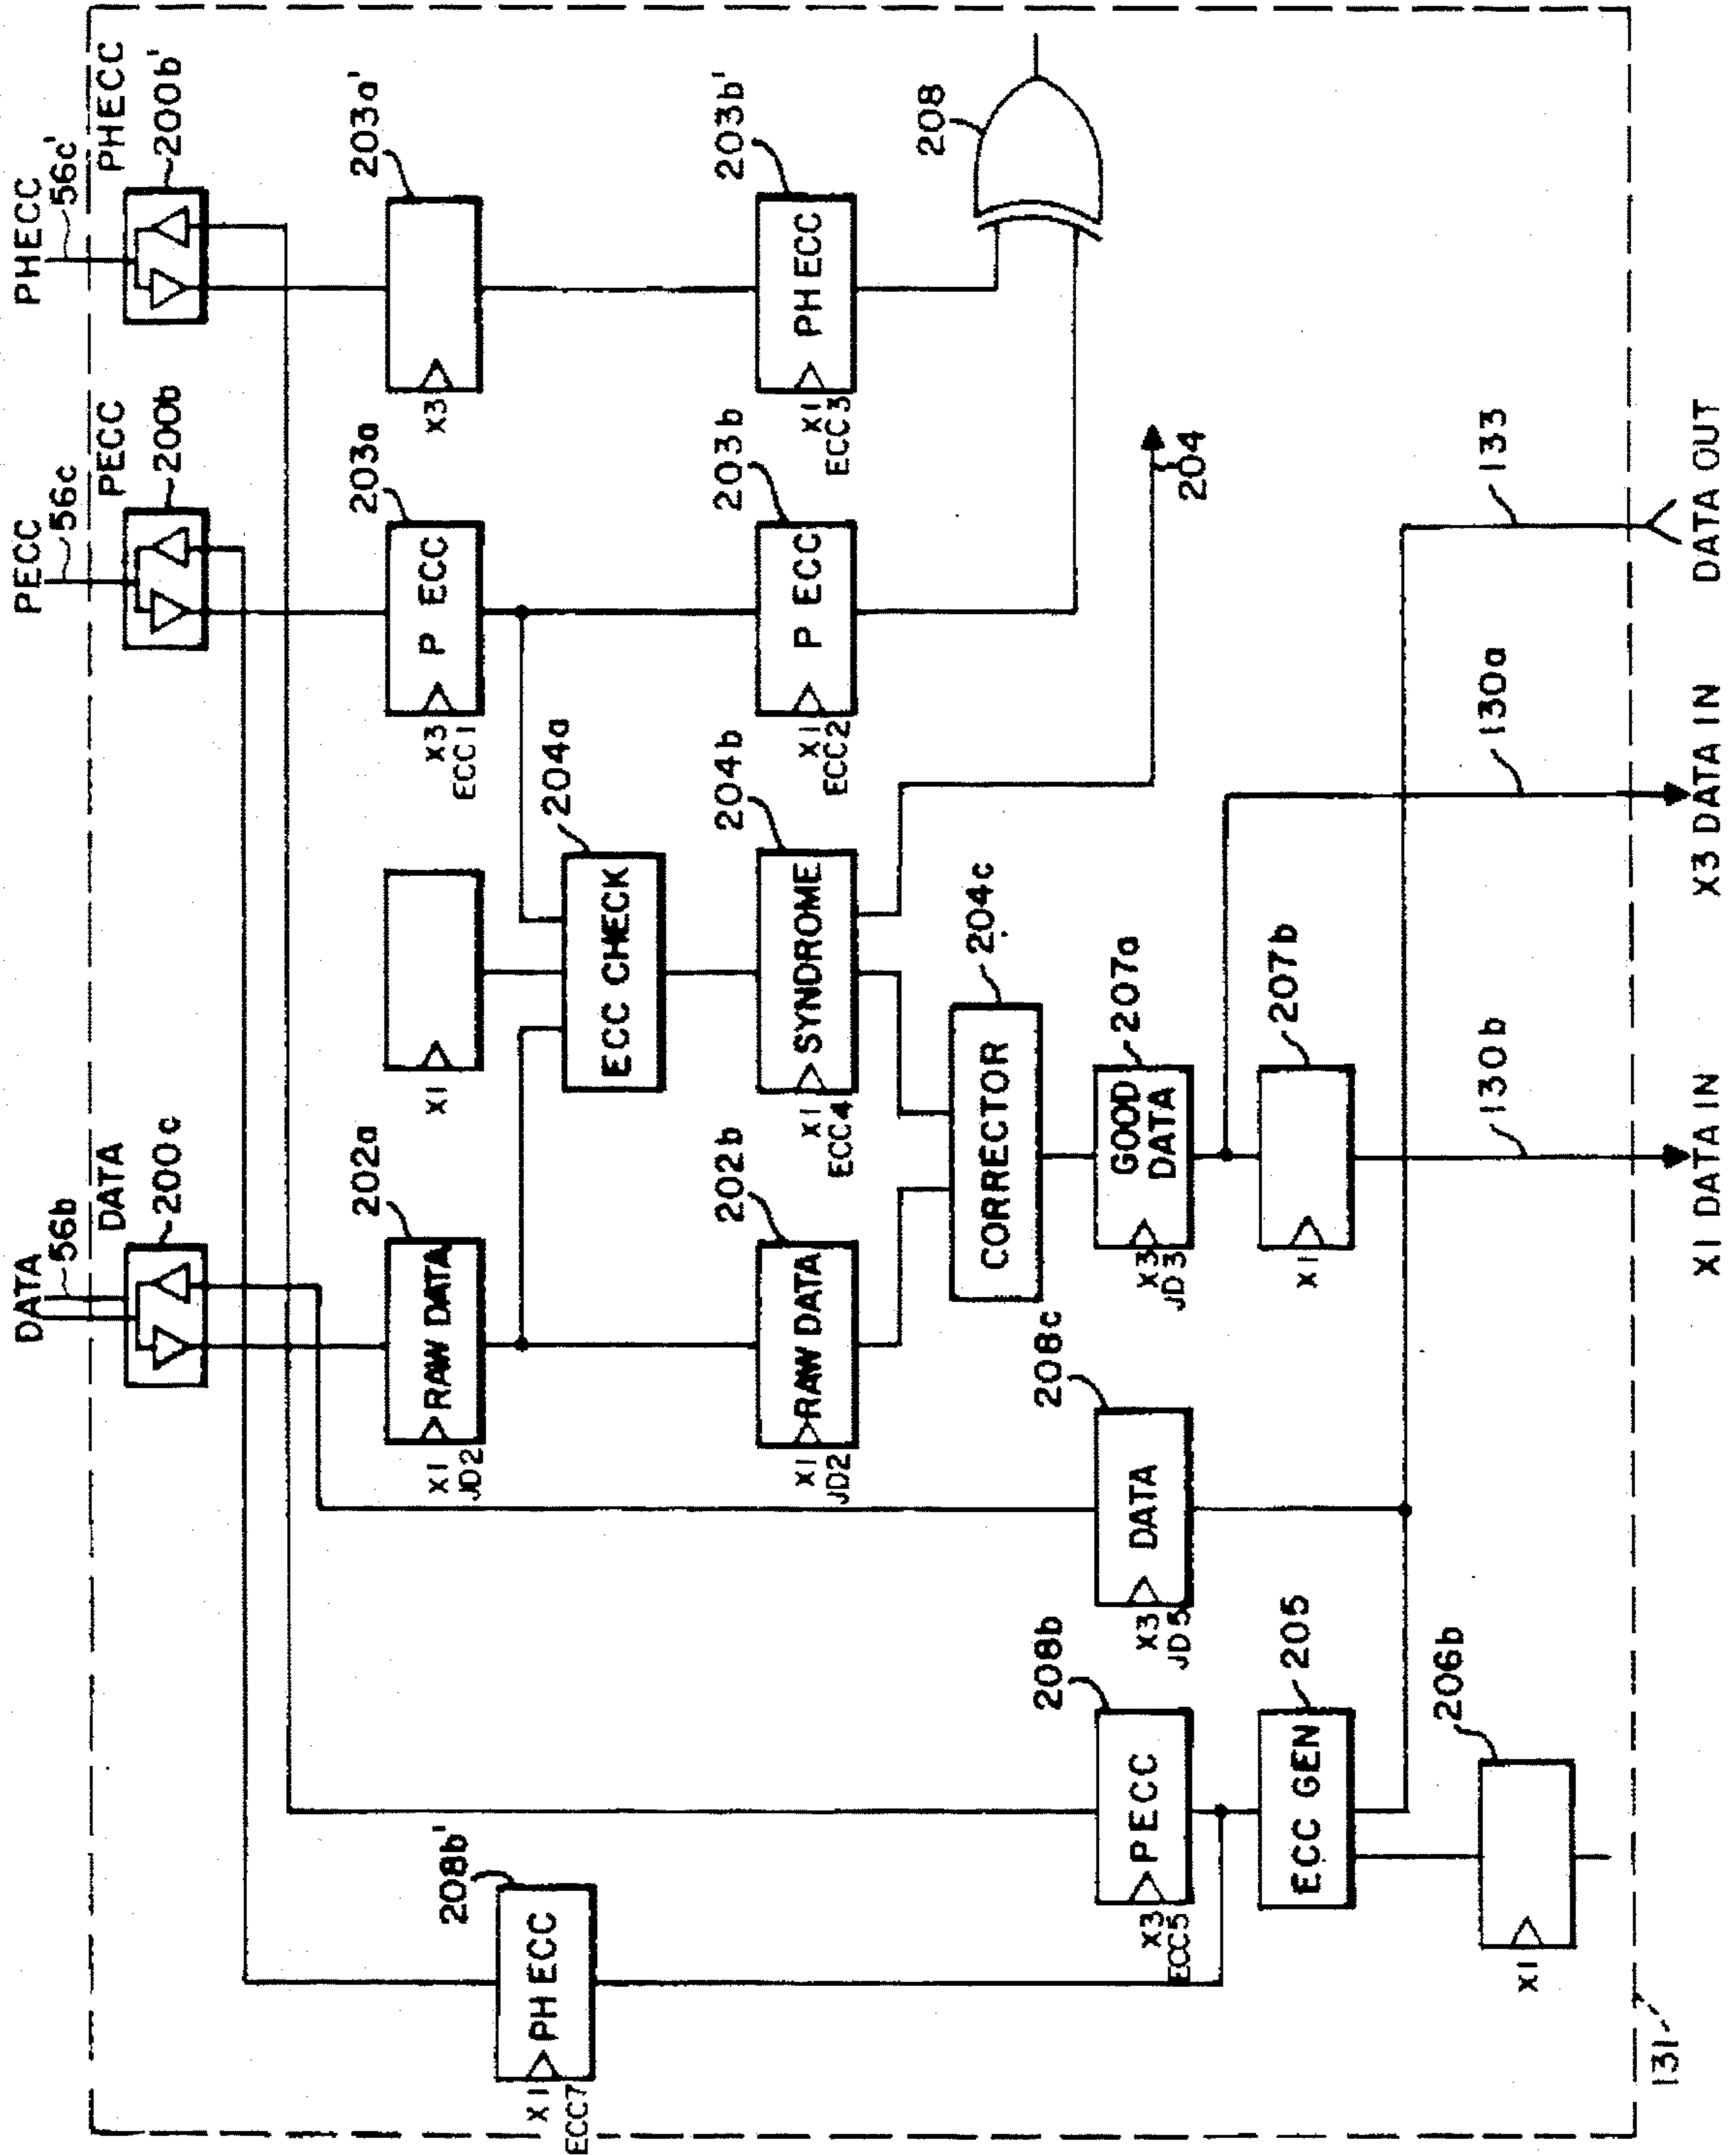 DATA
56b
PECC
56c
PHECC
56c'
DATA
200c
PECC
200b
PHECC
200b'
202a
RAW DATA
X1
JD2
X1
203a
P ECC
X3
ECC1
203a'
X3
204a
ECC CHECK
208b'
PH ECC
X1
ECC7
202b
RAW DATA
X1
JD2
204b
SYNDROME
X1
ECC4
203b
P ECC
X1
ECC2
203b'
PHECC
X1
ECC3
208
204c
CORRECTOR
204
208b
PECC
X3
ECC5
208c
DATA
X3
JD5
207a
GOOD
DATA
X3
JD3
205
ECC GEN
207b
X1
206b
X1
130b
130a
133
131
X1 DATA IN
X3 DATA IN
DATA OUT